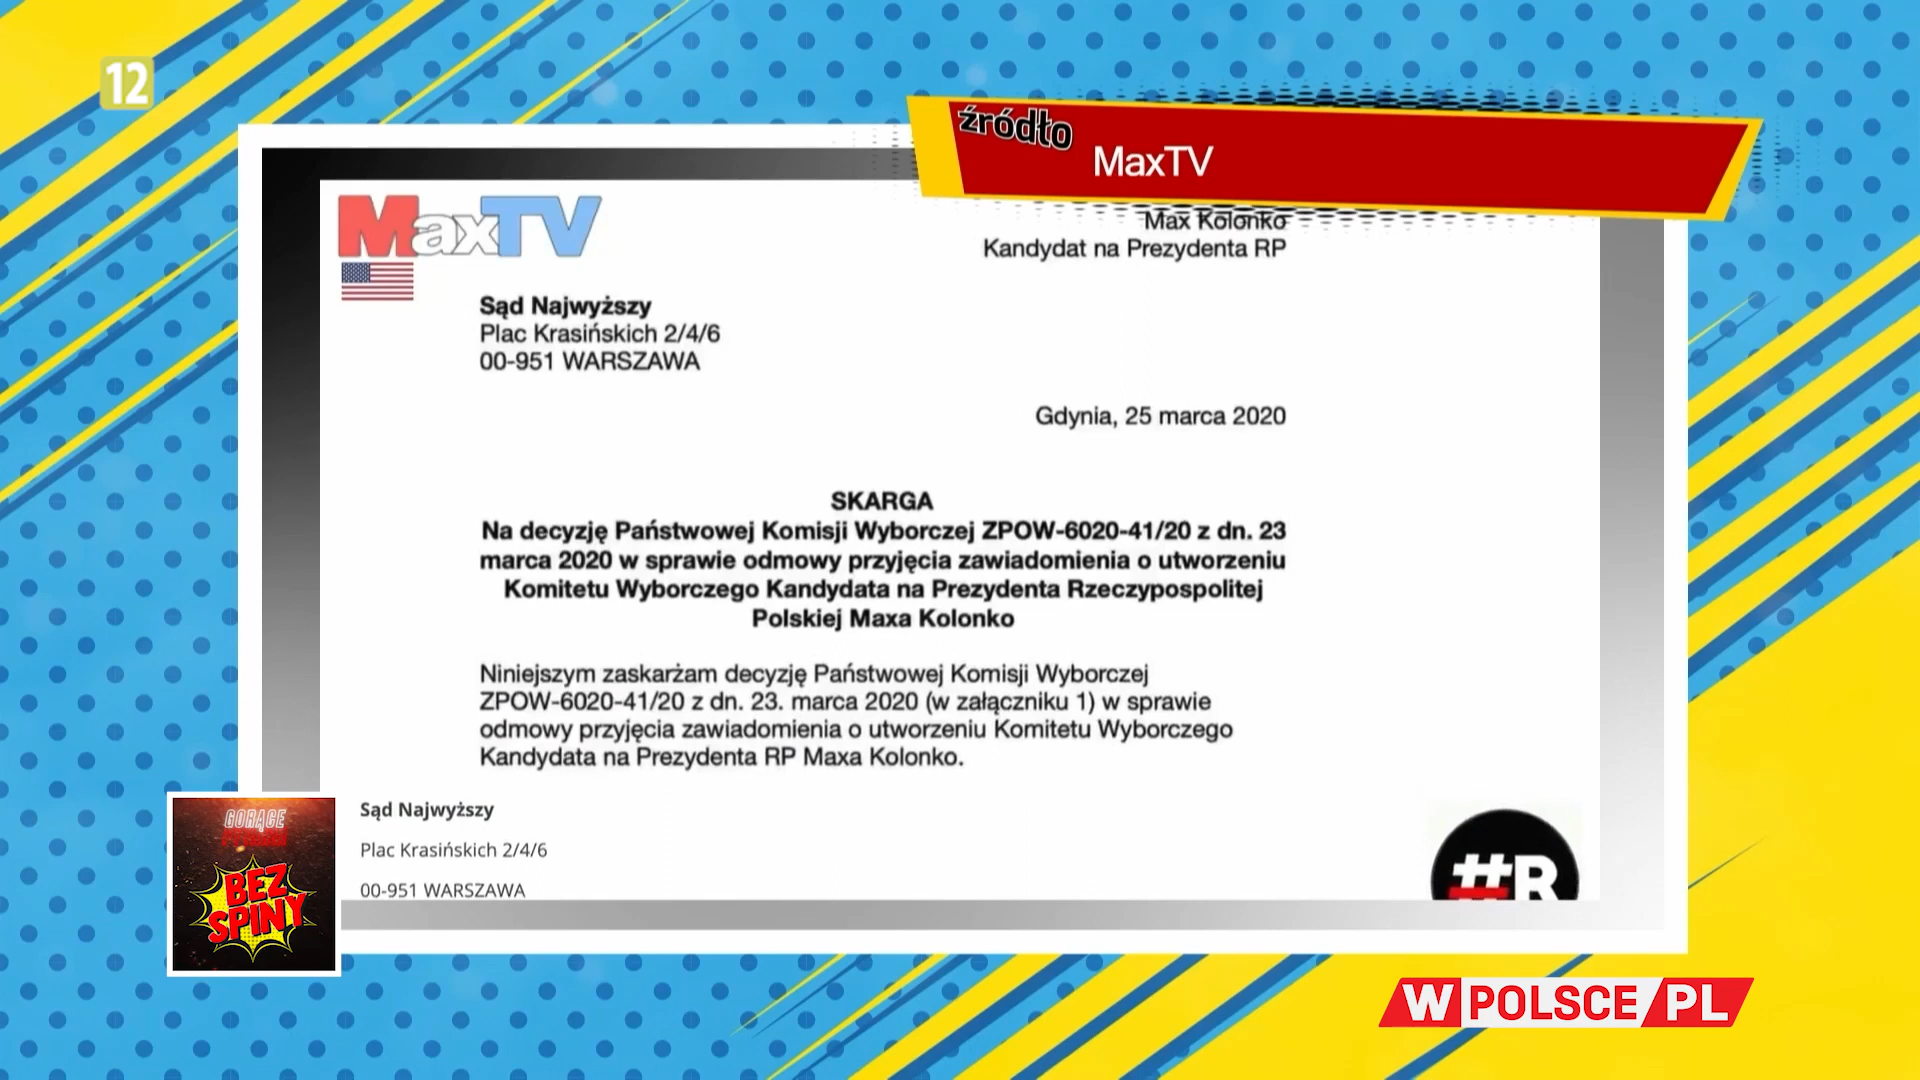 12
źródło
MaxTV
MaxTV
Max Kolonko
Kandydat na Prezydenta RP
Sąd Najwyższy
Plac Krasińskich 2/4/6
00-951 WARSZAWA
Gdynia, 25 marca 2020
SKARGA
Na decyzję Państwowej Komisji Wyborczej ZPOW-6020-41/20 z dn. 23
marca 2020 w sprawie odmowy przyjęcia zawiadomienia o utworzeniu
Komitetu Wyborczego Kandydata na Prezydenta Rzeczypospolitej
Polskiej Maxa Kolonko
Niniejszym zaskarżam decyzję Państwowej Komisji Wyborczej
ZPOW-6020-41/20 z dn. 23. marca 2020 (w załączniku 1) w sprawie
odmowy przyjęcia zawiadomienia o utworzeniu Komitetu Wyborczego
Kandydata na Prezydenta RP Maxa Kolonko.
Sąd Najwyższy
Plac Krasińskich 2/4/6
00-951 WARSZAWA
GORĄCE
BEZ
SPINY
#R
WPOLSCE/PL